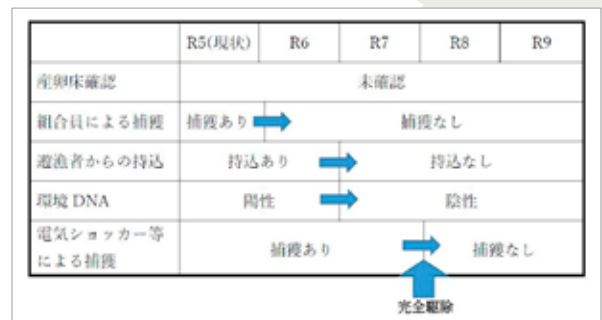 R5(現状) R6 R7 R8 R9
産卵床確認 未確認
組合員による捕獲 捕獲あり 捕獲なし
遊漁者からの持込 持込あり 持込なし
環境 DNA 陽性 陰性
電気ショッカー等
による捕獲 捕獲あり 捕獲なし
完全駆除